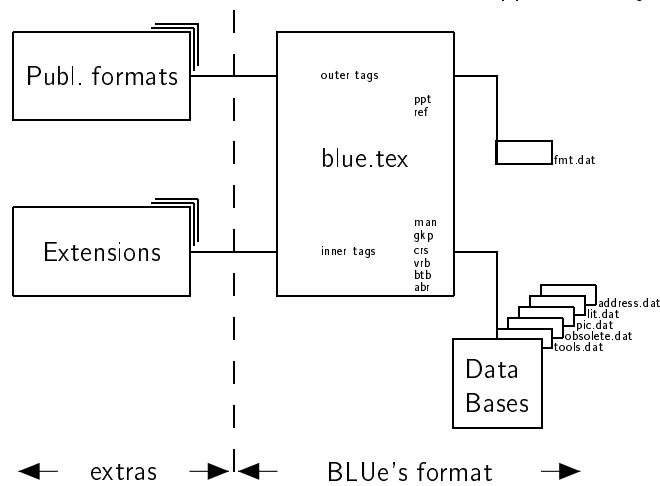 Publ. formats
outer tags
ppt
ref
blue.tex
fmt.dat
Extensions
inner tags
man
gkp
crs
vrb
btb
abr
address.dat
lit.dat
pic.dat
obsolete.dat
tools.dat
Data
Bases
extras
BLUe's format